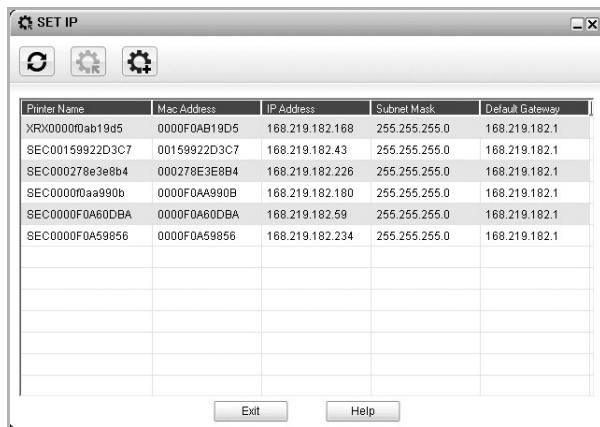 SET IP
Printer Name Mac Address IP Address Subnet Mask Default Gateway
XRX0000f0ab19d5 0000F0AB19D5 168.219.182.168 255.255.255.0 168.219.182.1
SEC00159922D3C7 00159922D3C7 168.219.182.43 255.255.255.0 168.219.182.1
SEC000278e3e8b4 000278E3E8B4 168.219.182.226 255.255.255.0 168.219.182.1
SEC0000f0aa990b 0000F0AA990B 168.219.182.180 255.255.255.0 168.219.182.1
SEC0000F0A60DBA 0000F0A60DBA 168.219.182.59 255.255.255.0 168.219.182.1
SEC0000F0A59856 0000F0A59856 168.219.182.234 255.255.255.0 168.219.182.1
Exit Help